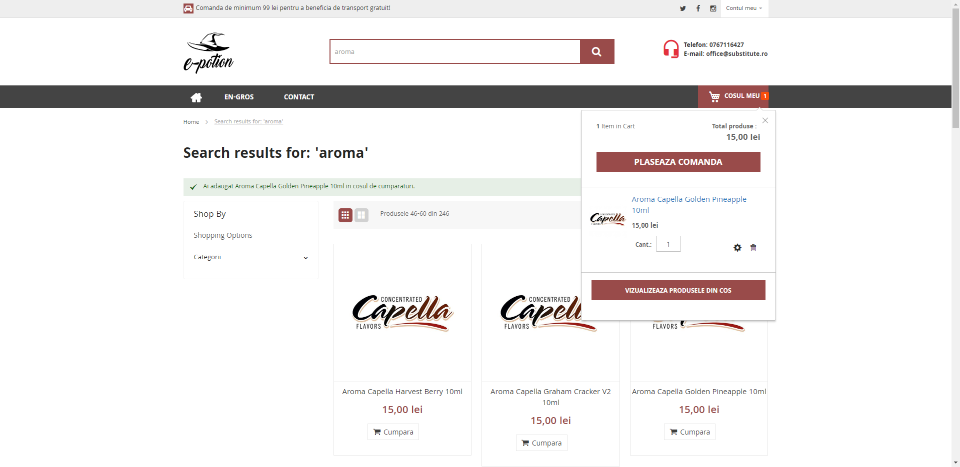 Comanda de minimum 99 lei pentru a beneficia de transport gratuit!
Contul meu
e-potion
aroma
Telefon: 0767116427
E-mail: office@substitute.ro
EN-GROS
CONTACT
COSUL MEU 1
Home > Search results for: 'aroma'
Search results for: 'aroma'
1 Item in Cart
Total produse :
15,00 lei
PLASEAZA COMANDA
Ai adaugat Aroma Capella Golden Pineapple 10ml in cosul de cumparaturi.
Aroma Capella Golden Pineapple
10ml
15,00 lei
Cant.: 1
VIZUALIZEAZA PRODUSELE DIN COS
Shop By
Shopping Options
Categorii
Produsele 46-60 din 246
CONCENTRATED
Capella
FLAVORS
CONCENTRATED
Capella
FLAVORS
FLAVORS
Aroma Capella Harvest Berry 10ml
15,00 lei
Cumpara
Aroma Capella Graham Cracker V2
10ml
15,00 lei
Cumpara
Aroma Capella Golden Pineapple 10ml
15,00 lei
Cumpara